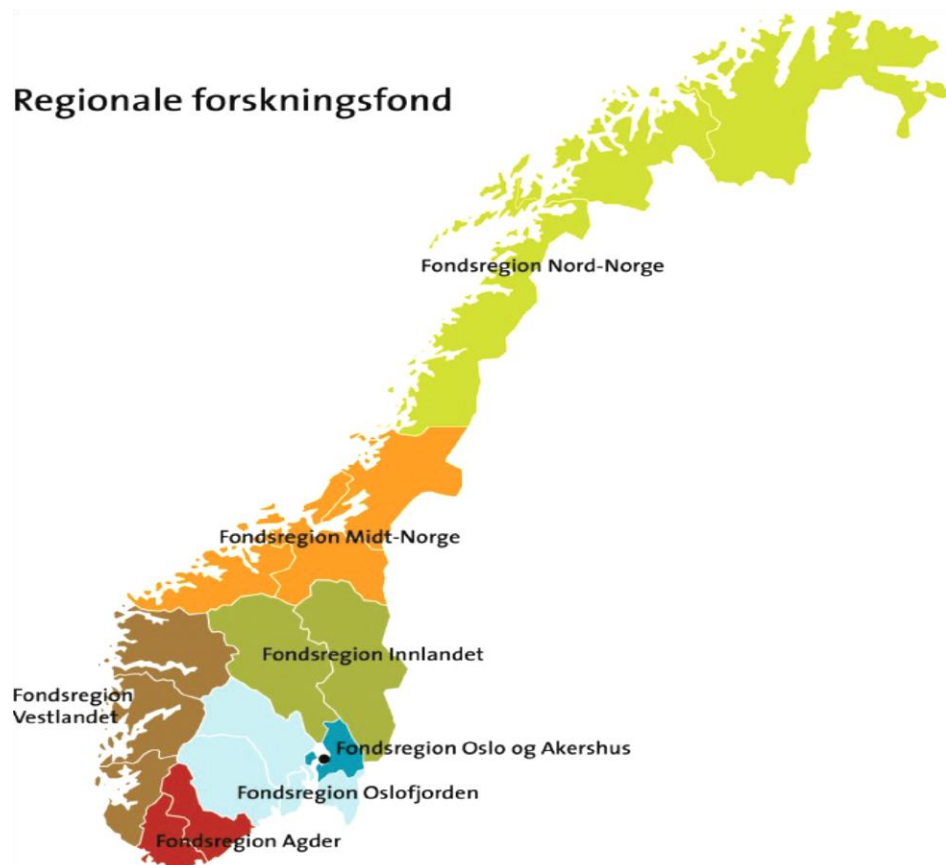 Regionale forskningsfond
Fondsregion Nord-Norge
Fondsregion Midt-Norge
Fondsregion Innlandet
Fondsregion
Vestlandet
Fondsregion Oslo og Akershus
Fondsregion Oslofjorden
Fondsregion Agder